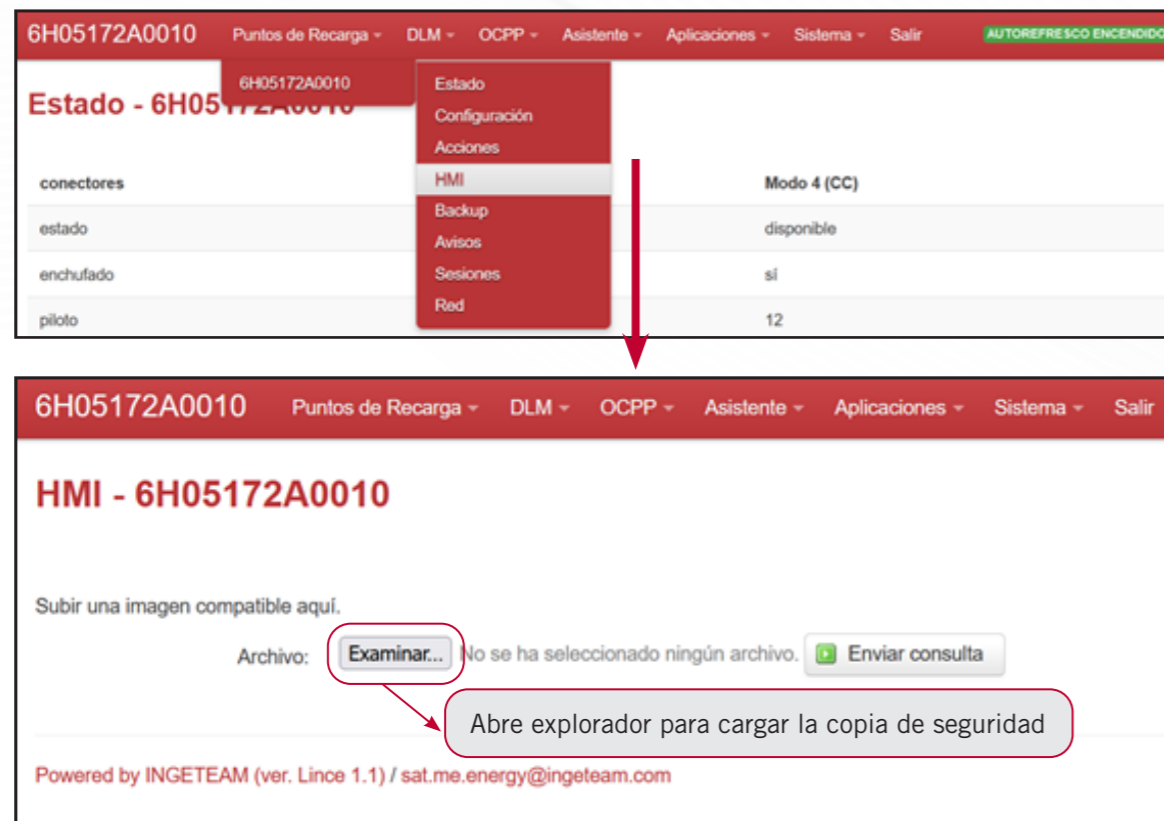 6H05172A0010 Puntos de Recarga DLM OCPP Asistente Aplicaciones Sistema Salir AUTOREFRESCO ENCENDIDO
6H05172A0010
Estado - 6H05172A0010
Estado
Configuración
Acciones
HMI
Backup
Avisos
Sesiones
Red
conectores Modo 4 (CC)
estado disponible
enchufado sí
piloto 12
6H05172A0010 Puntos de Recarga DLM OCPP Asistente Aplicaciones Sistema Salir
HMI - 6H05172A0010
Subir una imagen compatible aquí.
Archivo: Examinar... No se ha seleccionado ningún archivo. Enviar consulta
Abre explorador para cargar la copia de seguridad
Powered by INGETEAM (ver. Lince 1.1) / sat.me.energy@ingeteam.com